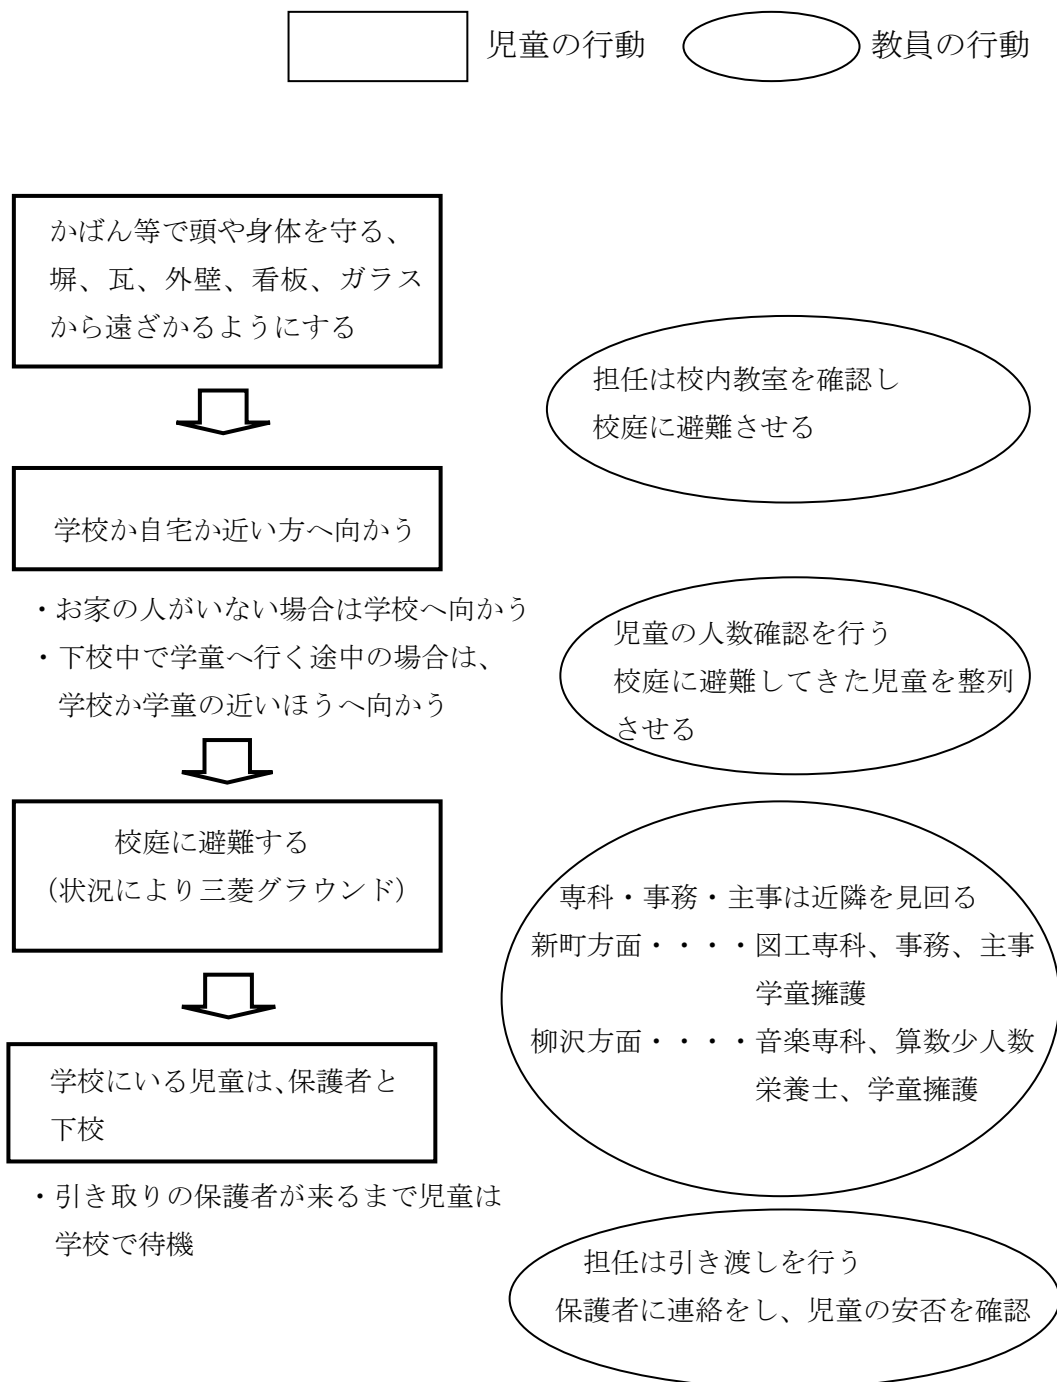 児童の行動
教員の行動
かばん等で頭や身体を守る、
塀、瓦、外壁、看板、ガラス
から遠ざかるようにする
学校か自宅か近い方へ向かう
・お家の人がいない場合は学校へ向かう
・下校中で学童へ行く途中の場合は、
学校か学童の近いほうへ向かう
校庭に避難する
（状況により三菱グラウンド）
学校にいる児童は、保護者と
下校
・引き取りの保護者が来るまで児童は
学校で待機
担任は校内教室を確認し
校庭に避難させる
児童の人数確認を行う
校庭に避難してきた児童を整列
させる
専科・事務・主事は近隣を見回る
新町方面・・・・図工専科、事務、主事
学童擁護
柳沢方面・・・・音楽専科、算数少人数
栄養士、学童擁護
担任は引き渡しを行う
保護者に連絡をし、児童の安否を確認